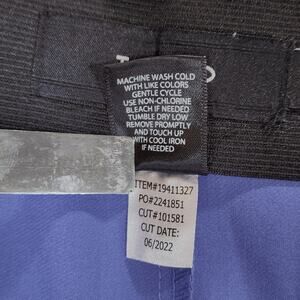 MACHINE WASH COLD
WITH LIKE COLORS
GENTLE CYCLE
USE NON-CHLORINE
BLEACH IF NEEDED
TUMBLE DRY LOW
REMOVE PROMPTLY
AND TOUCH UP
WITH COOL IRON
IF NEEDED
ITEM#19411327
PO#2241851
CUT#101581
CUT DATE:
06/2022